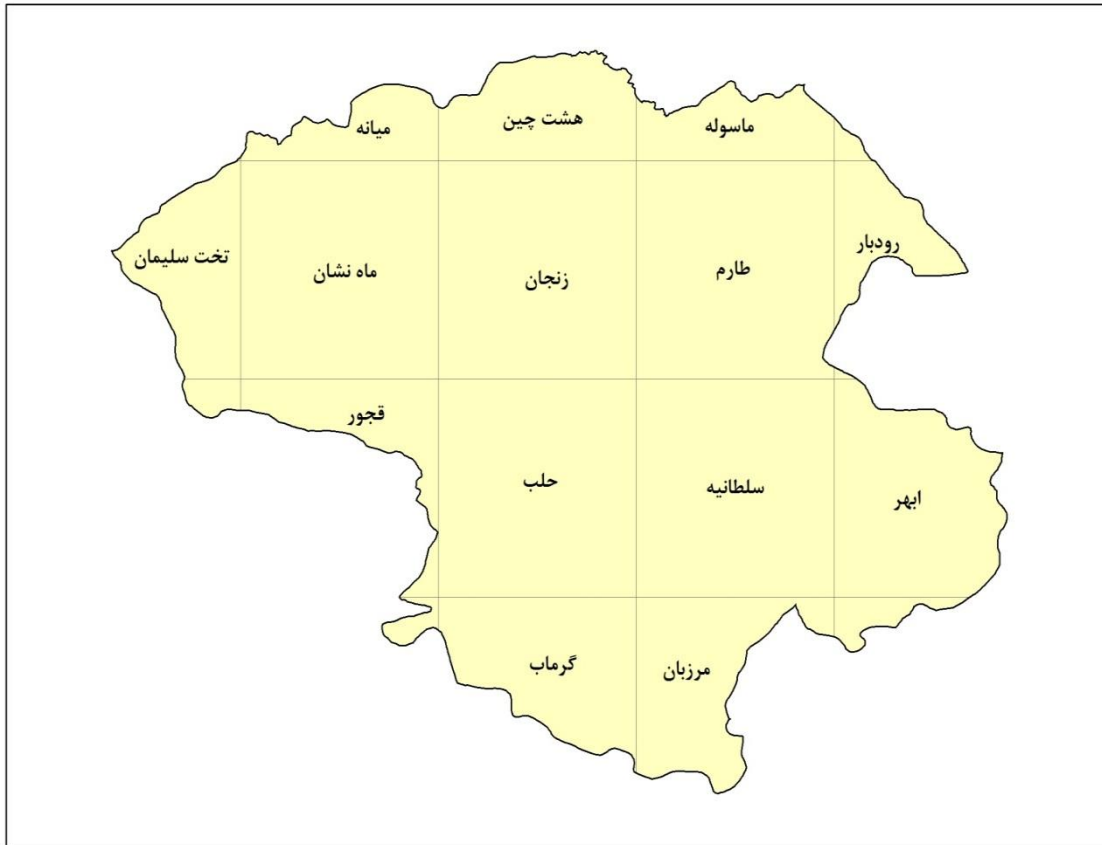 ماسوله
هشت چین
میانه
رودبار
طارم
زنجان
ماه نشان
تخت سلیمان
ابهر
سلطانیه
حلب
قجور
مرزبان
گرماب